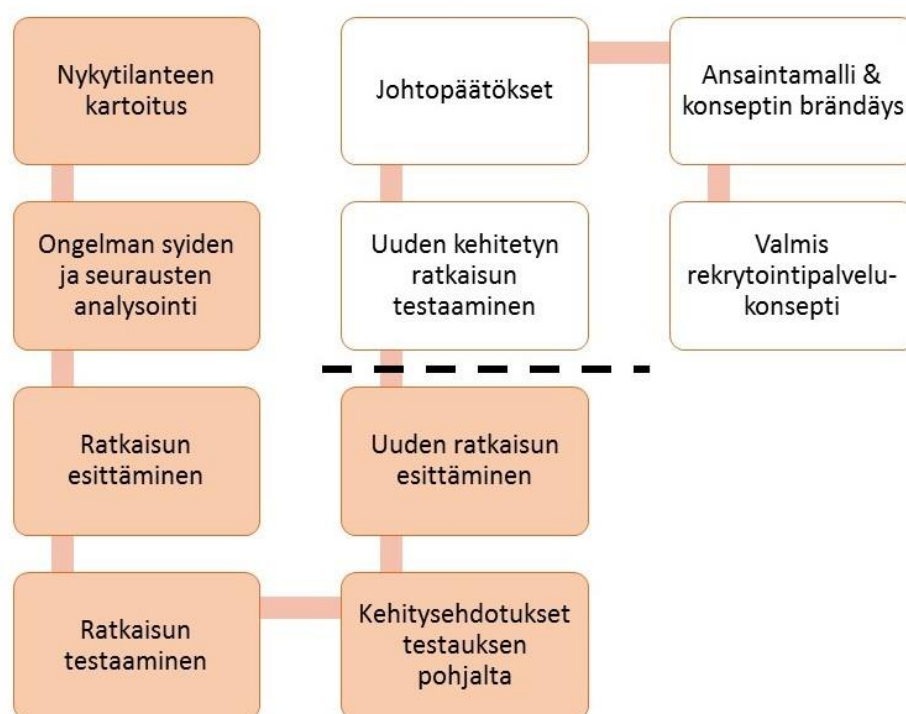 Nykytilanteen
kartoitus
Ongelman syiden
ja seurausten
analysointi
Ratkaisun
esittäminen
Ratkaisun
testaaminen
Kehitysehdotukset
testauksen
pohjalta
Uuden ratkaisun
esittäminen
Uuden kehitetyn
ratkaisun
testaaminen
Johtopäätökset
Ansaintamalli &
konseptin brändäys
Valmis
rekrytointipalvelu-
konsepti